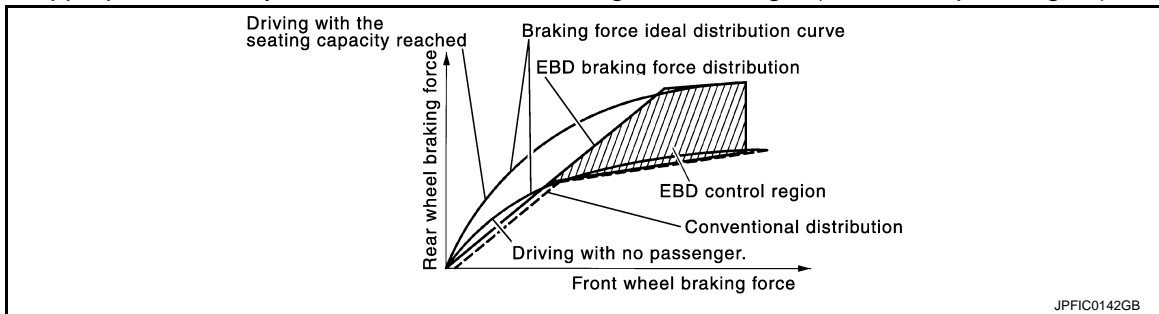 Driving with the
seating capacity reached
Braking force ideal distribution curve
EBD braking force distribution
Rear wheel braking force
EBD control region
Conventional distribution
Driving with no passenger.
Front wheel braking force
JPFIC0142GB